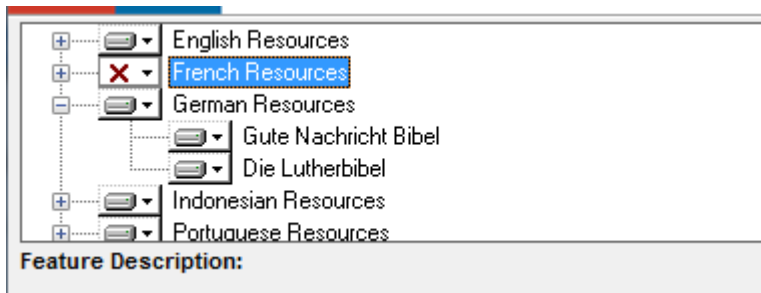 English Resources
French Resources
German Resources
Gute Nachricht Bibel
Die Lutherbibel
Indonesian Resources
Portuguese Resources
Feature Description: